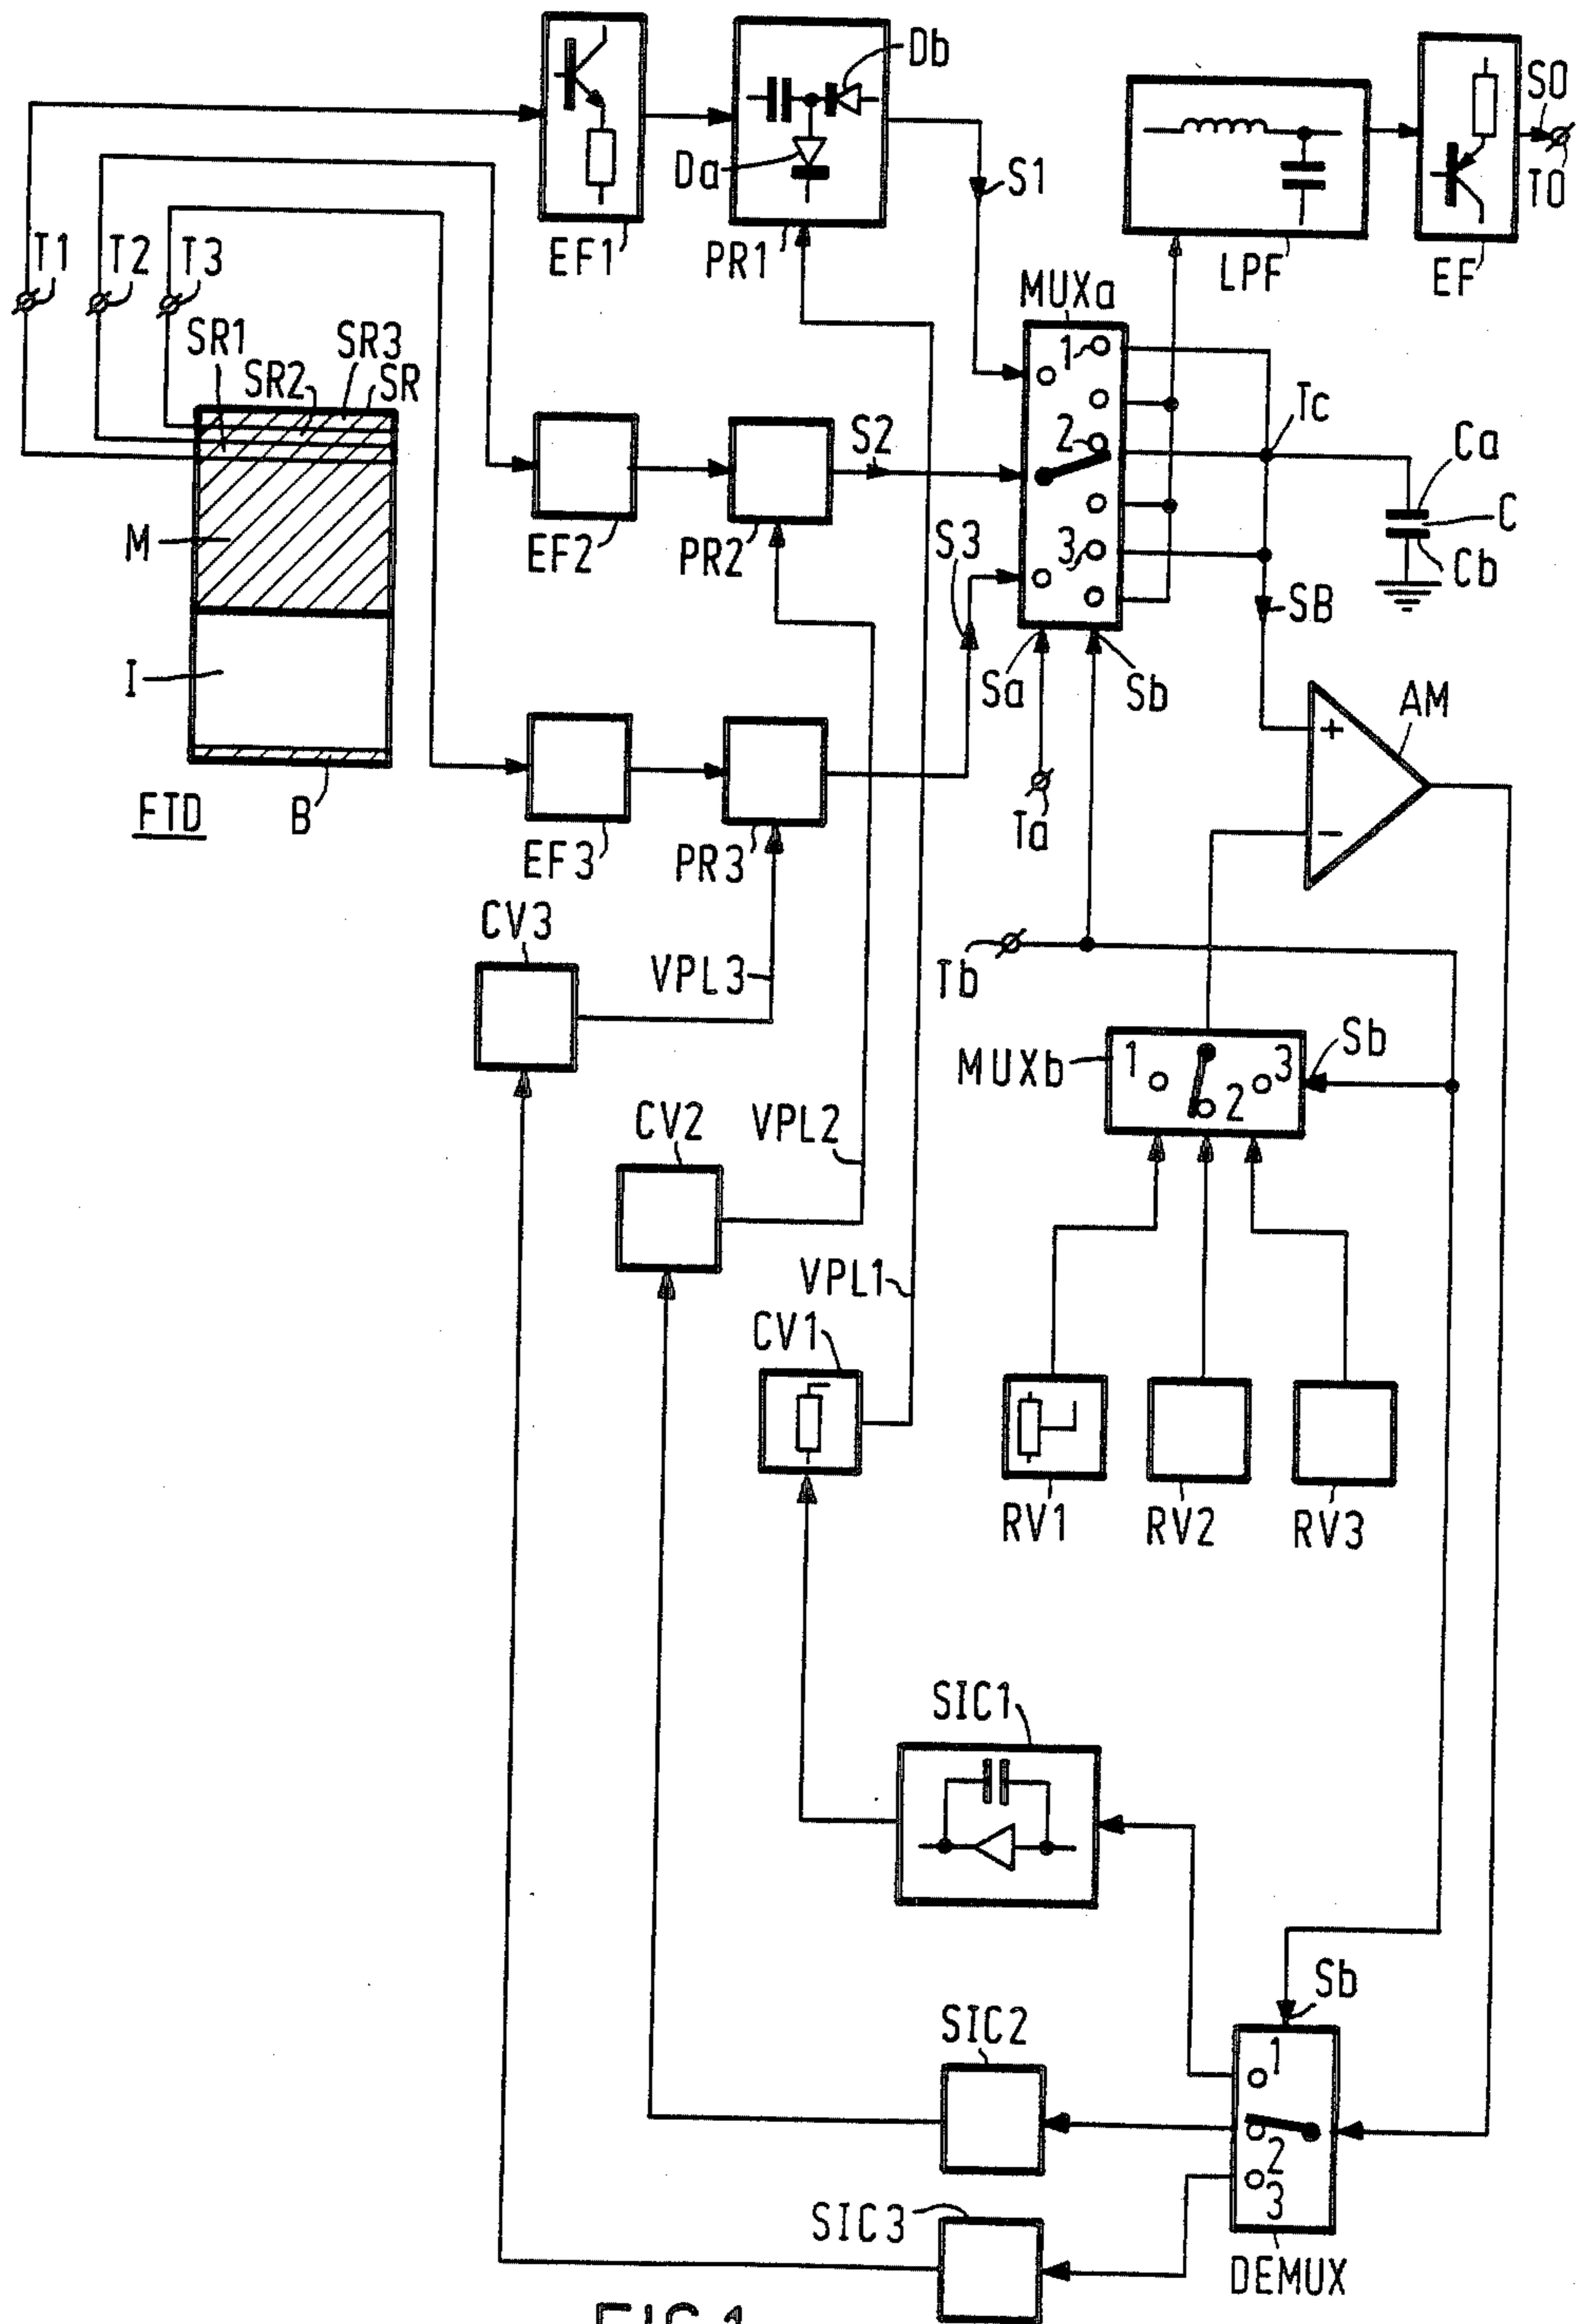 Db
S0
T0
Da
S1
T1
T2
T3
EF1
PR1
LPF
EF
MUXa
SR1
SR2
SR3
SR
1
2
3
Tc
S2
Ca
C
Cb
M
EF2
PR2
S3
SB
I
Sa
Sb
AM
+
−
FTD
B
EF3
PR3
Ta
CV3
VPL3
Tb
MUXb
1
2
3
Sb
CV2
VPL2
VPL1
CV1
RV1
RV2
RV3
SIC1
Sb
SIC2
1
2
3
SIC3
DEMUX
FIG.1